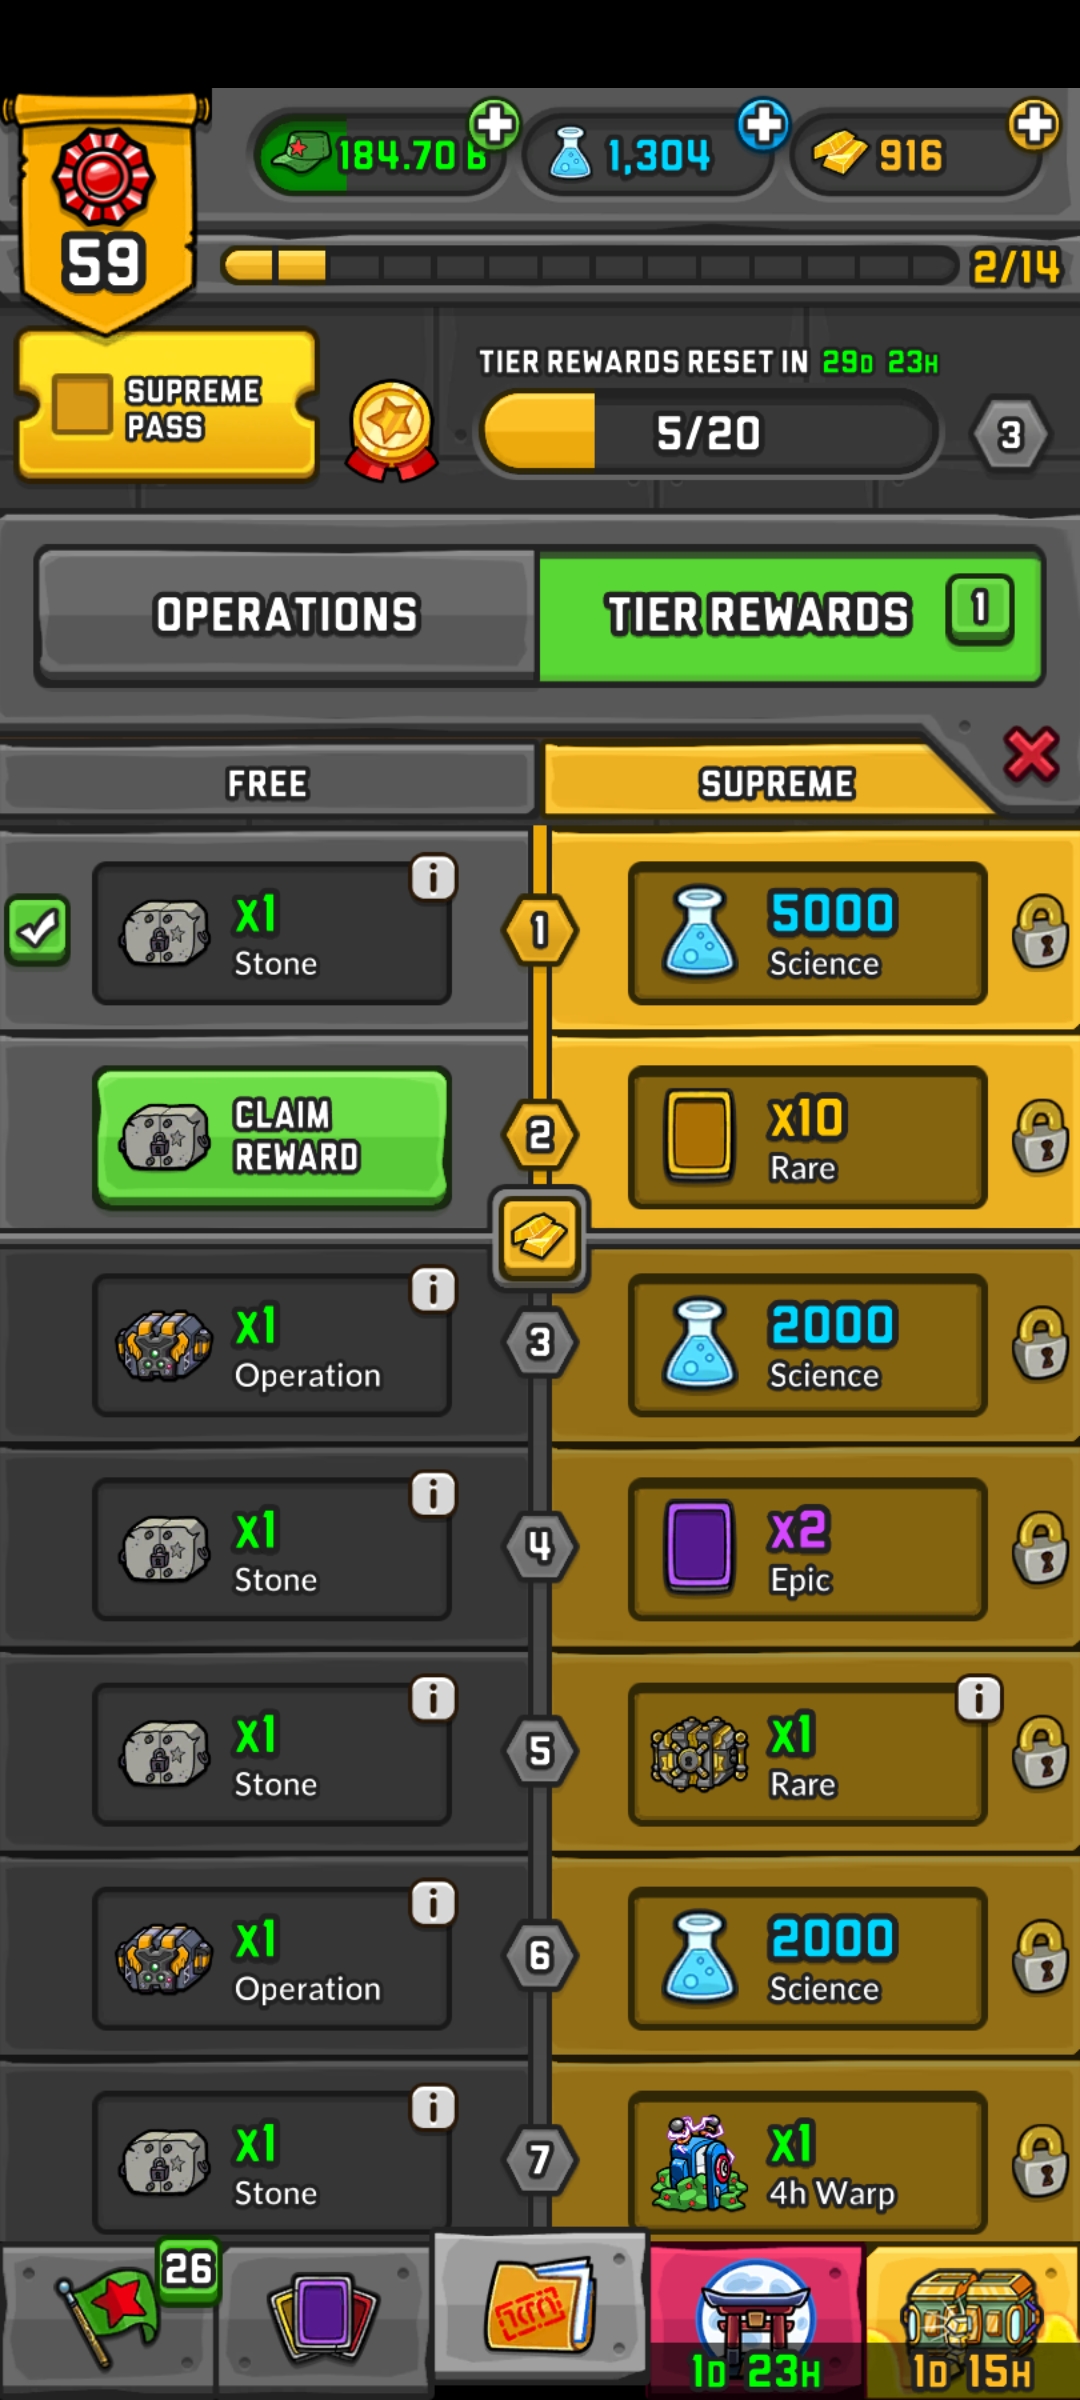 184.70 B
1,304
916
59
2/14
TIER REWARDS RESET IN 29D 23H
SUPREME
PASS
5/20
3
OPERATIONS
TIER REWARDS
1
FREE
SUPREME
x1
Stone
1
5000
Science
CLAIM
REWARD
2
x10
Rare
x1
Operation
3
2000
Science
x1
Stone
4
x2
Epic
x1
Stone
5
x1
Rare
x1
Operation
6
2000
Science
x1
Stone
7
x1
4h Warp
26
1D 23H
1D 15H